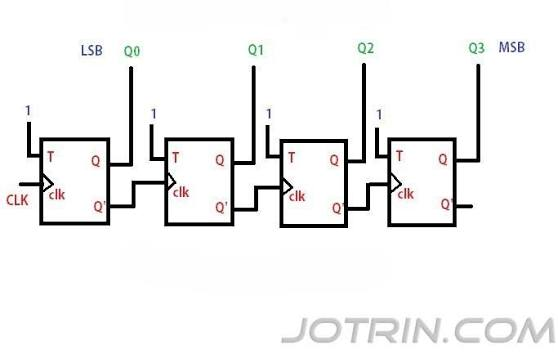 LSB Q0 Q1 Q2 Q3 MSB
1 1 1 1
T Q T Q T Q T Q
CLK clk clk clk clk
Q' Q' Q' Q'
JOTRIN.COM